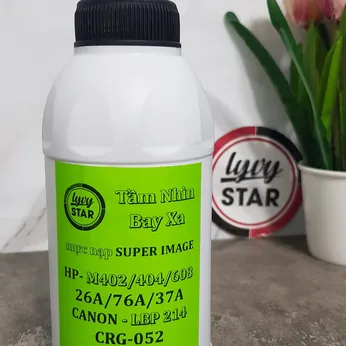 lyvy
STAR
Tầm Nhìn
Bay Xa
mực nạp SUPER IMAGE
HP- M402/404/608
26A/76A/37A
CANON - LBP 214
CRG-052
lyvy
STAR